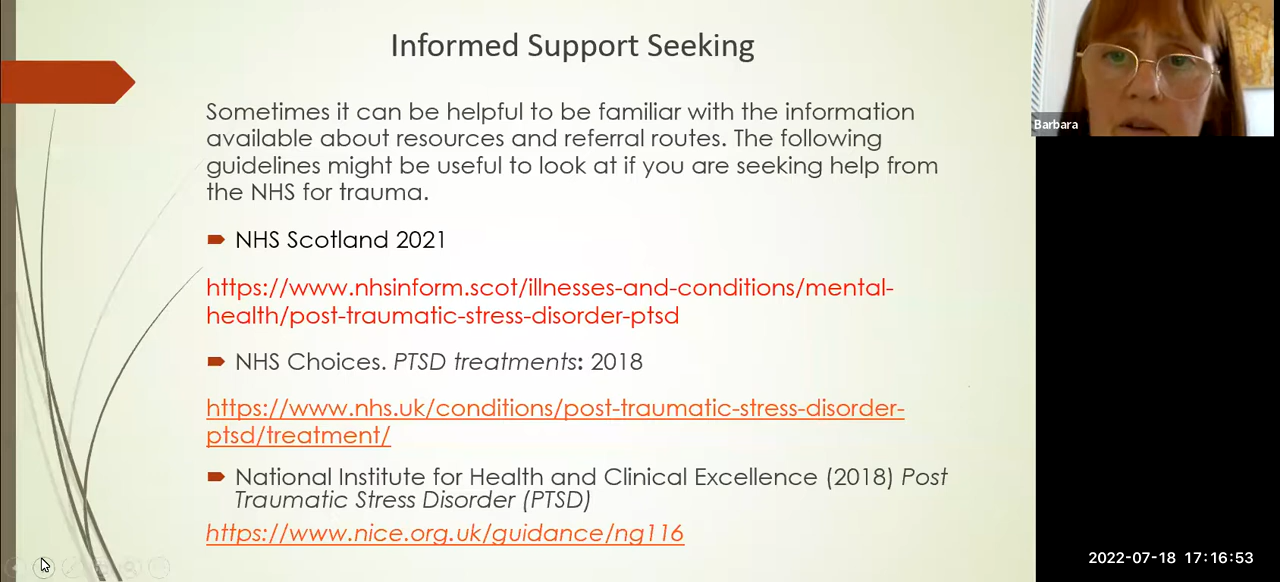 Informed Support Seeking
Sometimes it can be helpful to be familiar with the information
available about resources and referral routes. The following
guidelines might be useful to look at if you are seeking help from
the NHS for trauma.
NHS Scotland 2021
https://www.nhsinform.scot/illnesses-and-conditions/mental-
health/post-traumatic-stress-disorder-ptsd
NHS Choices. PTSD treatments: 2018
https://www.nhs.uk/conditions/post-traumatic-stress-disorder-
ptsd/treatment/
National Institute for Health and Clinical Excellence (2018) Post
Traumatic Stress Disorder (PTSD)
https://www.nice.org.uk/guidance/ng116
Barbara
2022-07-18 17:16:53